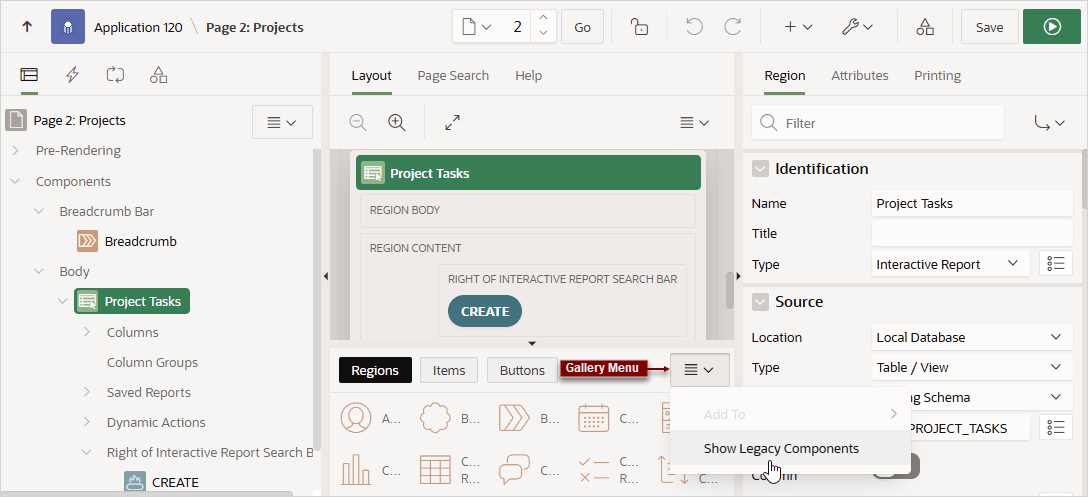 Application 120 \ Page 2: Projects
2
Go
Save
Layout
Page Search
Help
Region
Attributes
Printing
Page 2: Projects
Pre-Rendering
Components
Breadcrumb Bar
Breadcrumb
Body
Project Tasks
Columns
Column Groups
Saved Reports
Dynamic Actions
Right of Interactive Report Search B
CREATE
Project Tasks
REGION BODY
REGION CONTENT
RIGHT OF INTERACTIVE REPORT SEARCH BAR
CREATE
Regions
Items
Buttons
Gallery Menu
A...
B...
B...
C...
C...
C...
R...
C...
C...
R...
C...
R...
Add To
Show Legacy Components
Filter
Identification
Name
Project Tasks
Title
Type
Interactive Report
Source
Location
Local Database
Type
Table / View
ng Schema
PROJECT_TASKS
Column